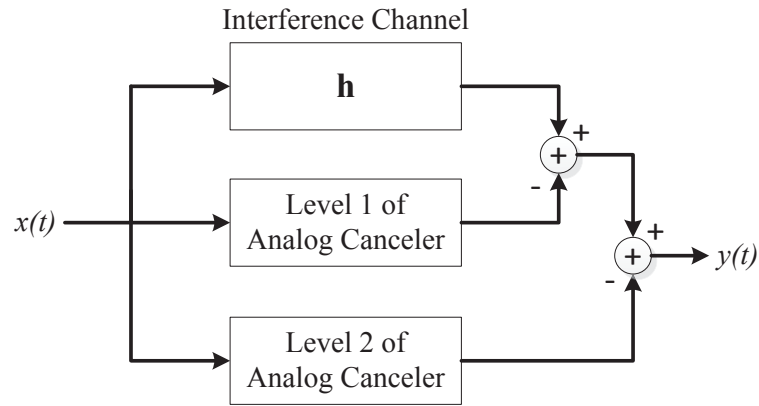 Interference Channel
h
+
+
-
Level 1 of
Analog Canceler
x(t)
+
+
-
y(t)
Level 2 of
Analog Canceler